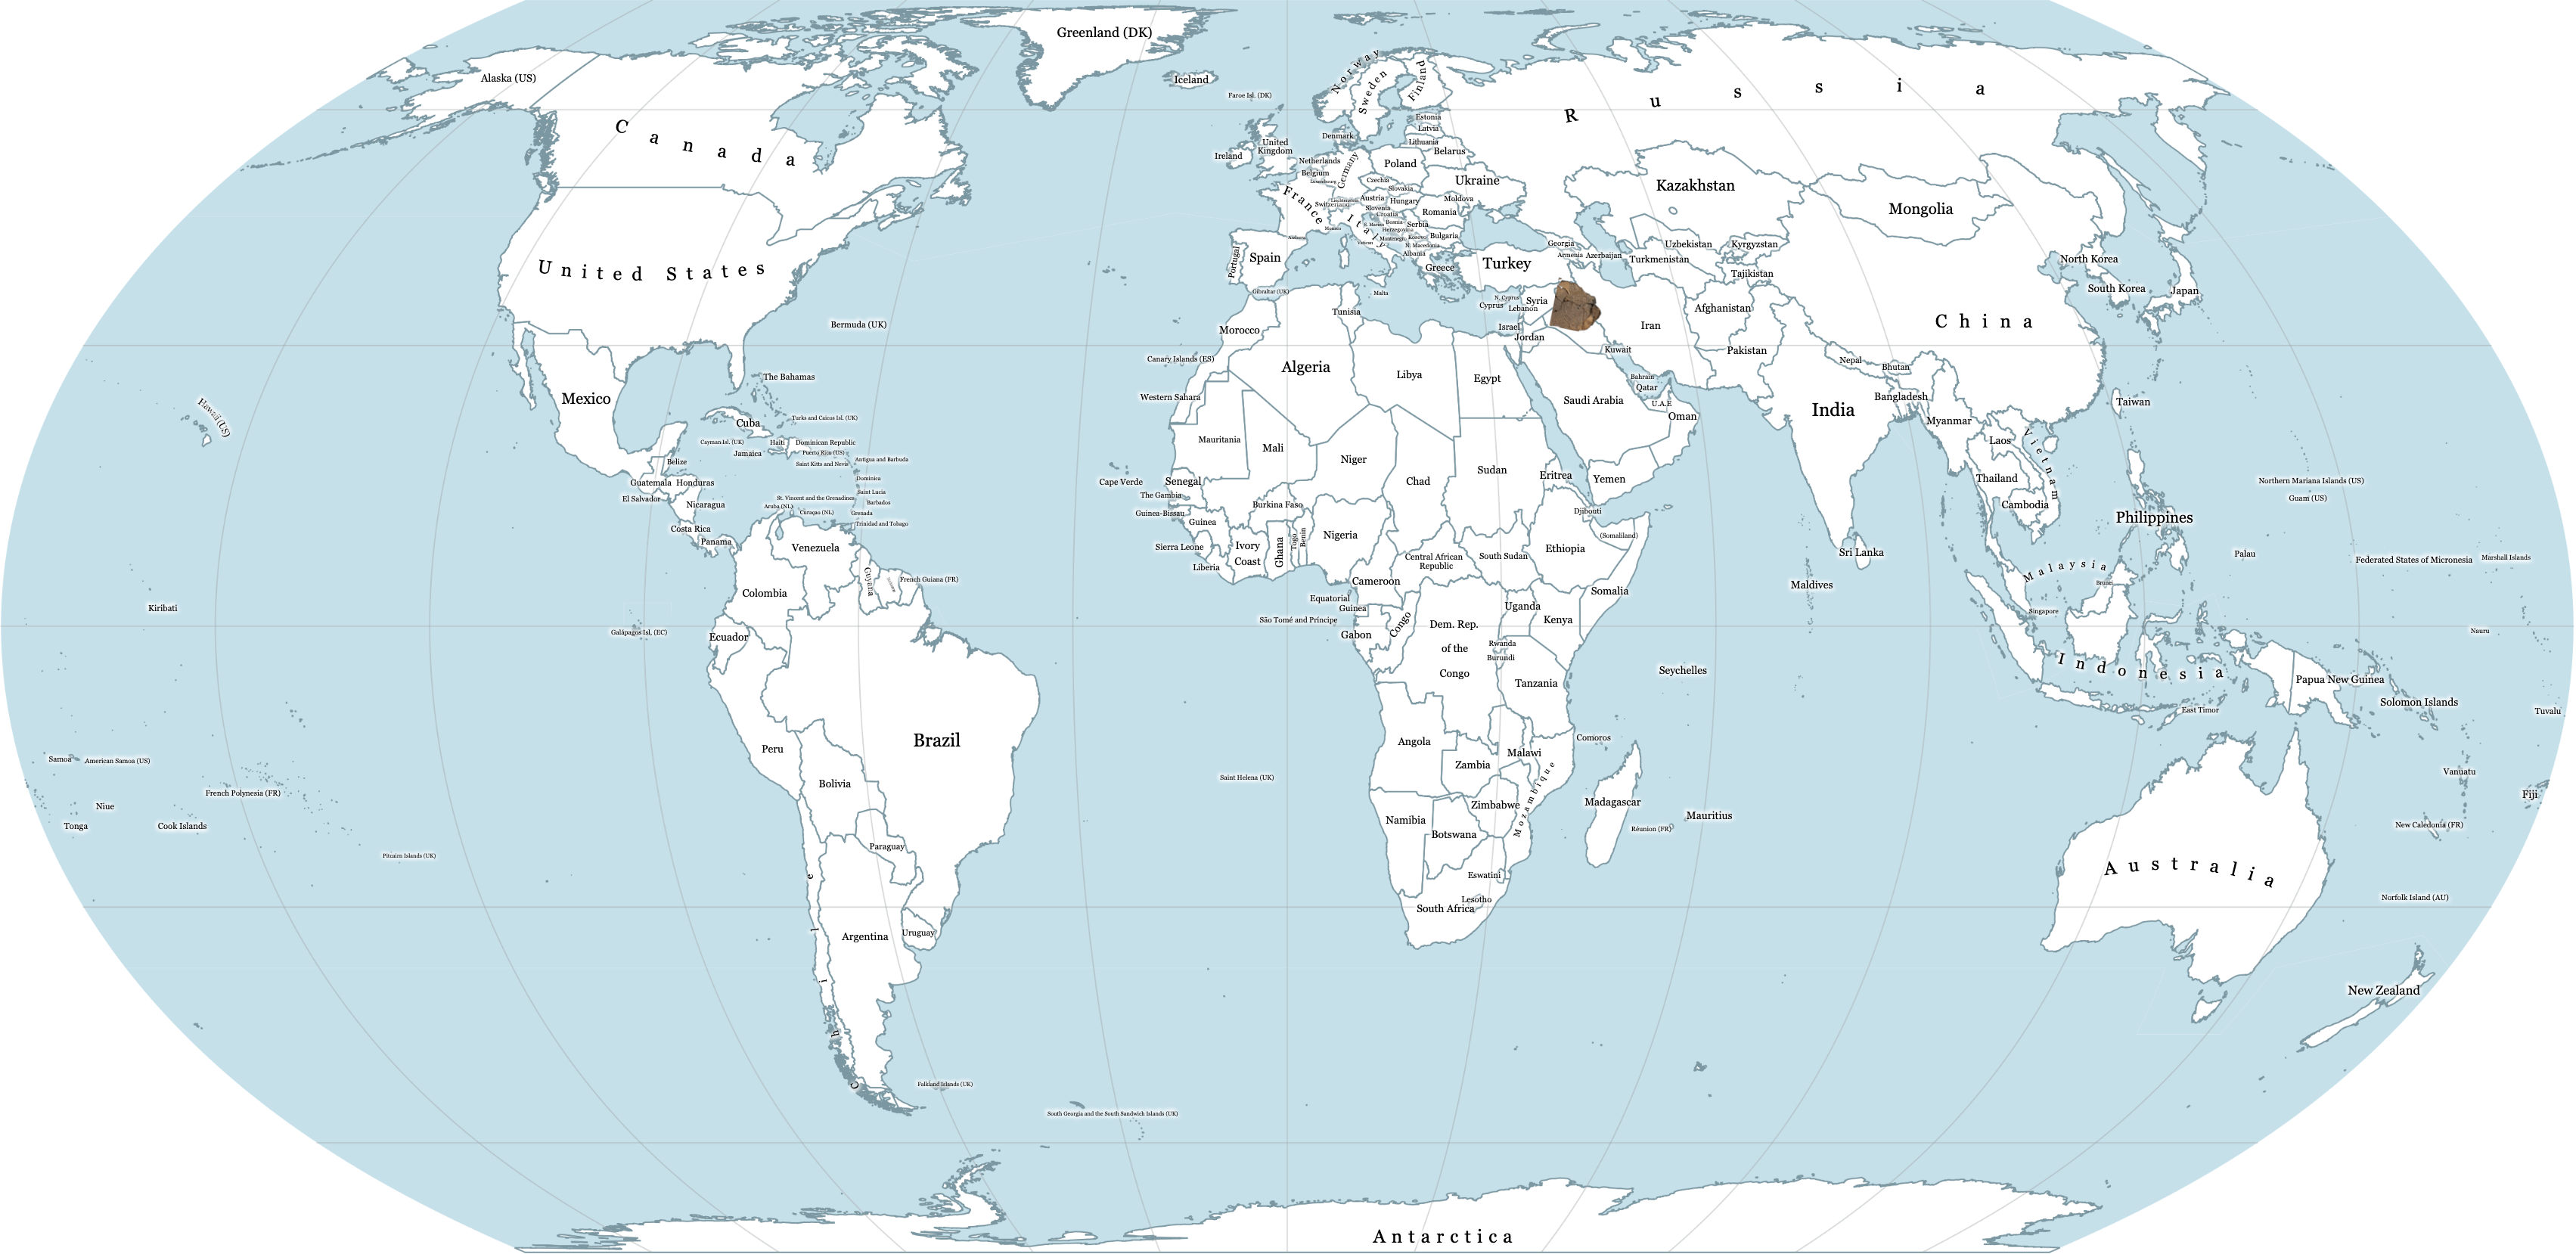 Greenland (DK)
Alaska (US)
Iceland
Norway
Sweden
Finland
Russia
Faroe Isl. (DK)
Canada
Estonia
Latvia
Lithuania
Denmark
United
Kingdom
Ireland
Netherlands
Belgium
Germany
Poland
Belarus
Czechia
Slovakia
Ukraine
Kazakhstan
Mongolia
France
Switzerland
Austria
Hungary
Moldova
Slovenia
Croatia
Romania
Italy
Serbia
Bulgaria
N. Macedonia
Albania
Greece
Portugal
Spain
Gibraltar (UK)
Malta
Turkey
Georgia
Armenia
Azerbaijan
Uzbekistan
Kyrgyzstan
Turkmenistan
Tajikistan
North Korea
South Korea
Japan
United States
Bermuda (UK)
N. Cyprus
Cyprus
Syria
Lebanon
Israel
Jordan
Iran
Afghanistan
China
Tunisia
Morocco
Canary Islands (ES)
Algeria
Libya
Egypt
Kuwait
Pakistan
Nepal
Bhutan
Bahrain
Qatar
U.A.E
Saudi Arabia
Oman
India
Bangladesh
Myanmar
Taiwan
Western Sahara
Hawaii (US)
Mexico
The Bahamas
Cuba
Turks and Caicos Isl. (UK)
Cayman Isl. (UK)
Haiti
Dominican Republic
Jamaica
Puerto Rico (US)
Saint Kitts and Nevis
Antigua and Barbuda
Belize
Guatemala
Honduras
El Salvador
Nicaragua
Dominica
Saint Lucia
St. Vincent and the Grenadines
Barbados
Aruba (NL)
Curaçao (NL)
Grenada
Trinidad and Tobago
Costa Rica
Panama
Mauritania
Mali
Niger
Chad
Sudan
Eritrea
Yemen
Laos
Vietnam
Thailand
Cambodia
Philippines
Northern Mariana Islands (US)
Guam (US)
Cape Verde
Senegal
The Gambia
Guinea-Bissau
Guinea
Burkina Faso
Sierra Leone
Liberia
Ivory
Coast
Ghana
Togo
Benin
Nigeria
Djibouti
(Somaliland)
Ethiopia
Central African
Republic
South Sudan
Cameroon
Somalia
Sri Lanka
Maldives
Malaysia
Brunei
Singapore
Palau
Federated States of Micronesia
Marshall Islands
Venezuela
Guyana
French Guiana (FR)
Colombia
Kiribati
Galápagos Isl. (EC)
Ecuador
Equatorial
Guinea
São Tomé and Príncipe
Gabon
Congo
Dem. Rep.
of the
Congo
Uganda
Kenya
Rwanda
Burundi
Tanzania
Seychelles
Indonesia
Nauru
Papua New Guinea
Solomon Islands
East Timor
Tuvalu
Peru
Brazil
Bolivia
Samoa
American Samoa (US)
French Polynesia (FR)
Niue
Tonga
Cook Islands
Pitcairn Islands (UK)
Saint Helena (UK)
Angola
Zambia
Malawi
Comoros
Mozambique
Zimbabwe
Madagascar
Mauritius
Réunion (FR)
Namibia
Botswana
Eswatini
Lesotho
South Africa
Vanuatu
Fiji
New Caledonia (FR)
Australia
Norfolk Island (AU)
New Zealand
Paraguay
Chile
Argentina
Uruguay
Falkland Islands (UK)
South Georgia and the South Sandwich Islands (UK)
Antarctica